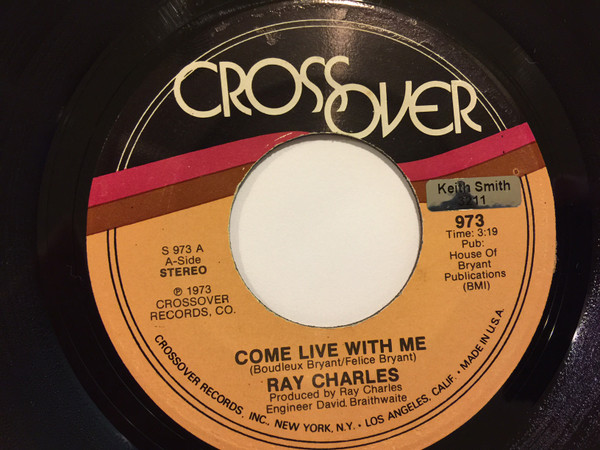 CROSSOVER
Keith Smith
973
Time: 3:19
Pub:
House Of
Bryant
Publications
(BMI)
S 973 A
A-Side
STEREO
℗ 1973
CROSSOVER
RECORDS, CO.
COME LIVE WITH ME
(Boudleux Bryant/Felice Bryant)
RAY CHARLES
Produced by Ray Charles
Engineer David. Braithwaite
CROSSOVER RECORDS, INC. NEW YORK, N.Y. • LOS ANGELES, CALIF. • MADE IN U.S.A.